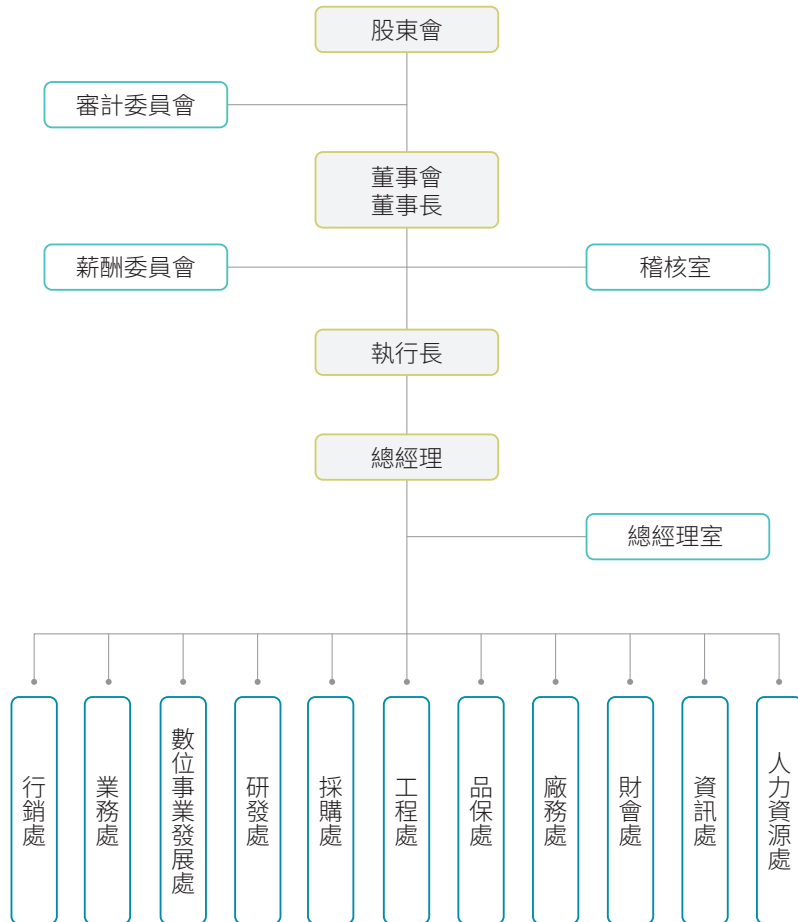 股東會
審計委員會
董事會
董事長
薪酬委員會
稽核室
執行長
總經理
總經理室
行銷處
業務處
數位事業發展處
研發處
採購處
工程處
品保處
廠務處
財會處
資訊處
人力資源處